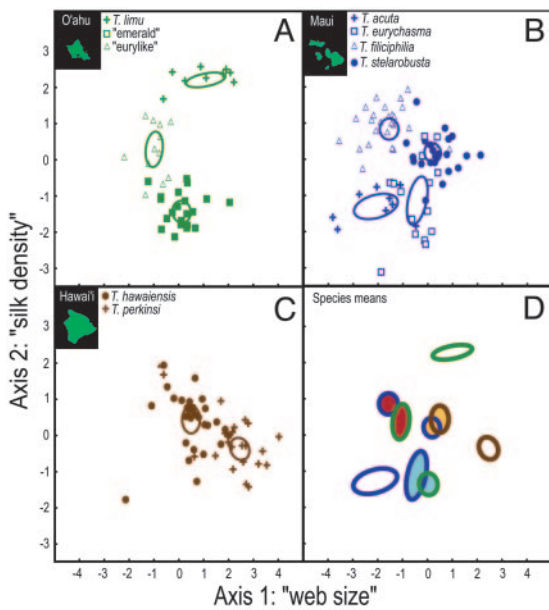 O'ahu
A
T. limu
"emerald"
"eurylike"
Maui
B
T. acuta
T. eurychasma
T. filiciphilia
T. stelarobusta
3
2
1
0
-1
-2
-3
Hawai'i
C
T. hawaiensis
T. perkinsi
Species means
D
3
2
1
0
-1
-2
-3
Axis 2: "silk density"
-4 -3 -2 -1 0 1 2 3 4
-4 -3 -2 -1 0 1 2 3 4
Axis 1: "web size"